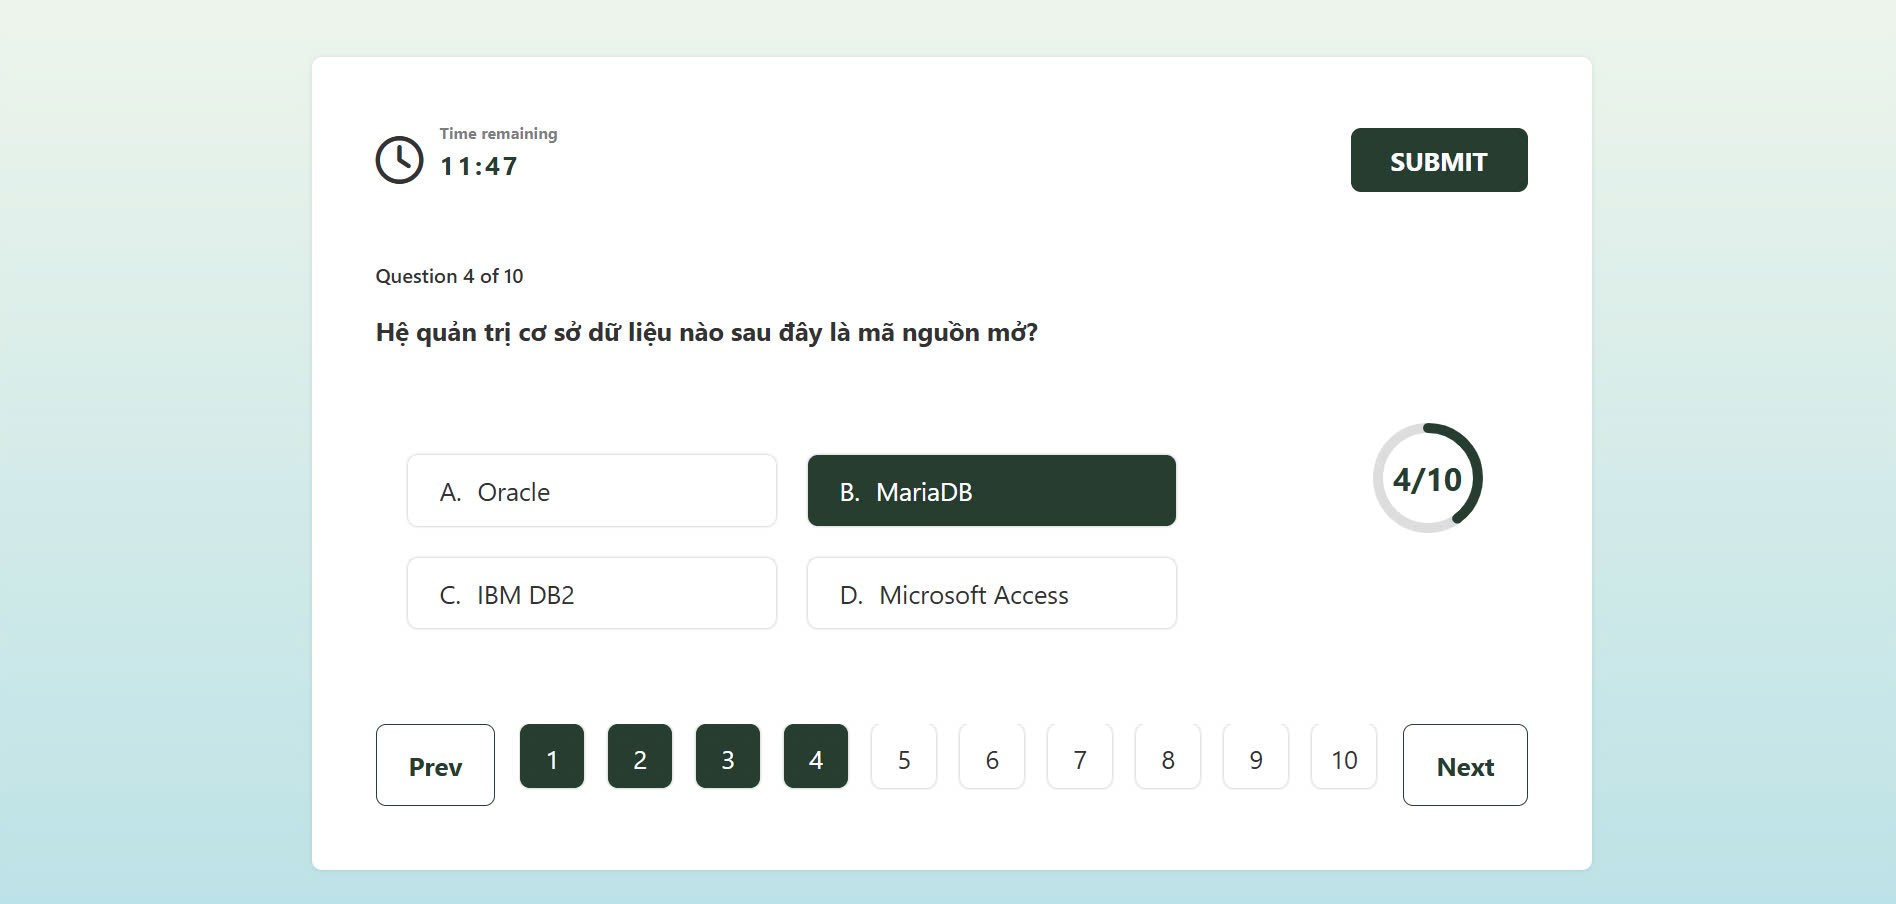 Time remaining
11:47
SUBMIT
Question 4 of 10
Hệ quản trị cơ sở dữ liệu nào sau đây là mã nguồn mở?
A. Oracle
B. MariaDB
4/10
C. IBM DB2
D. Microsoft Access
Prev 1 2 3 4 5 6 7 8 9 10 Next